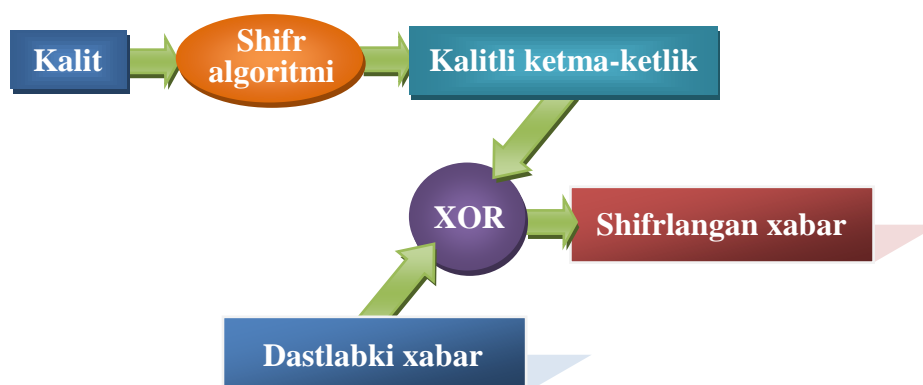 Kalit
Shifr
algoritmi
Kalitli ketma-ketlik
XOR
Shifrlangan xabar
Dastlabki xabar